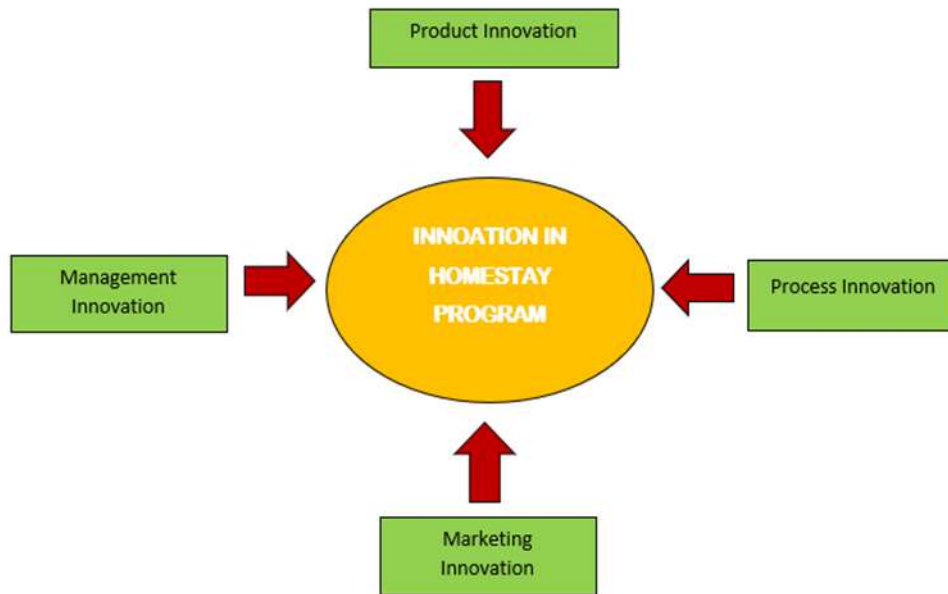 Product Innovation
INNOATION IN
HOMESTAY
PROGRAM
Management
Innovation
Process Innovation
Marketing
Innovation